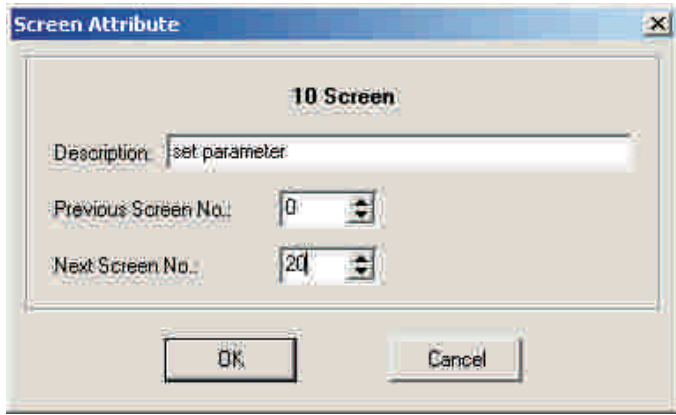 Screen Attribute
10 Screen
Description: set parameter
Previous Screen No.: 0
Next Screen No.: 20
OK
Cancel